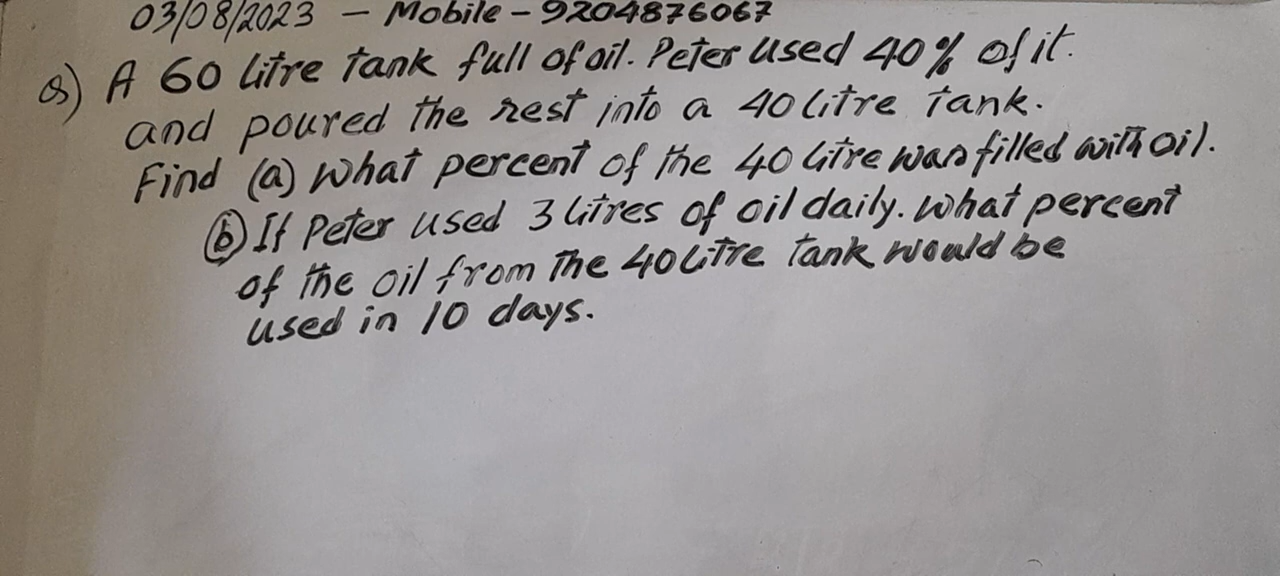 03/08/2023 - Mobile - 9204876067
Q) A 60 litre tank full of oil. Peter used 40% of it.
and poured the rest into a 40 litre tank.
Find (a) What percent of the 40 litre was filled with oil.
(b) If Peter used 3 litres of oil daily. What percent
of the oil from the 40 litre tank would be
used in 10 days.